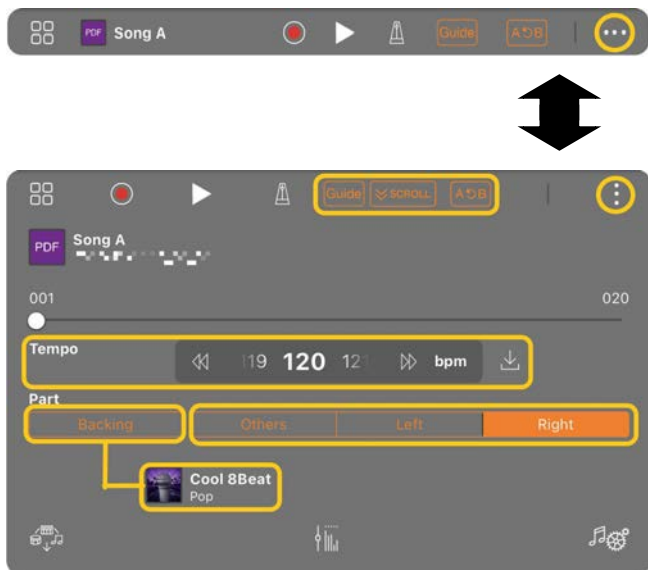 PDF Song A Guide A B
Guide SCROLL A B
PDF Song A
001 020
Tempo 119 120 12 bpm
Part
Backing Others Left Right
Cool 8Beat
Pop